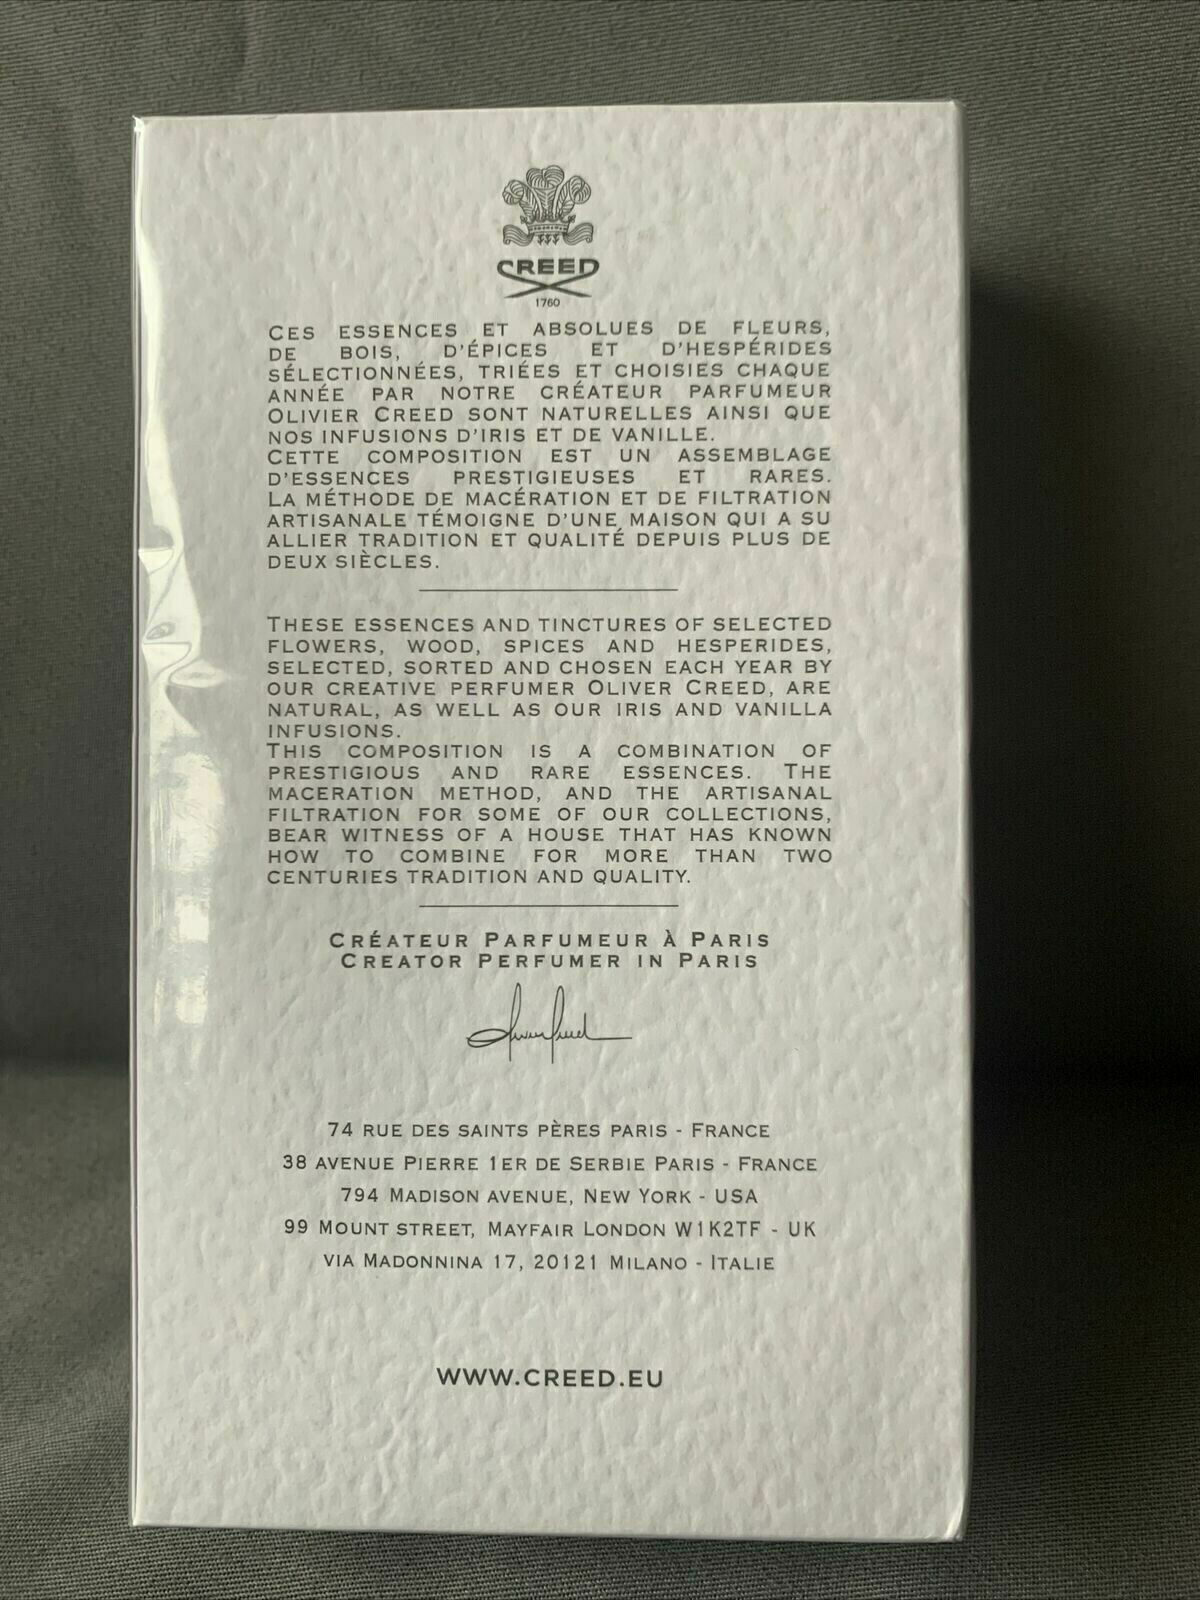 CREED
1760
CES ESSENCES ET ABSOLUES DE FLEURS,
DE BOIS, D'ÉPICES ET D'HESPÉRIDES
SÉLECTIONNÉES, TRIÉES ET CHOISIES CHAQUE
ANNÉE PAR NOTRE CRÉATEUR PARFUMEUR
OLIVIER CREED SONT NATURELLES AINSI QUE
NOS INFUSIONS D'IRIS ET DE VANILLE.
CETTE COMPOSITION EST UN ASSEMBLAGE
D'ESSENCES PRESTIGIEUSES ET RARES.
LA MÉTHODE DE MACÉRATION ET DE FILTRATION
ARTISANALE TÉMOIGNE D'UNE MAISON QUI A SU
ALLIER TRADITION ET QUALITÉ DEPUIS PLUS DE
DEUX SIÈCLES.
THESE ESSENCES AND TINCTURES OF SELECTED
FLOWERS, WOOD, SPICES AND HESPERIDES,
SELECTED, SORTED AND CHOSEN EACH YEAR BY
OUR CREATIVE PERFUMER OLIVER CREED, ARE
NATURAL, AS WELL AS OUR IRIS AND VANILLA
INFUSIONS.
THIS COMPOSITION IS A COMBINATION OF
PRESTIGIOUS AND RARE ESSENCES. THE
MACERATION METHOD, AND THE ARTISANAL
FILTRATION FOR SOME OF OUR COLLECTIONS,
BEAR WITNESS OF A HOUSE THAT HAS KNOWN
HOW TO COMBINE FOR MORE THAN TWO
CENTURIES TRADITION AND QUALITY.
CRÉATEUR PARFUMEUR À PARIS
CREATOR PERFUMER IN PARIS
74 RUE DES SAINTS PÈRES PARIS - FRANCE
38 AVENUE PIERRE 1ER DE SERBIE PARIS - FRANCE
794 MADISON AVENUE, NEW YORK - USA
99 MOUNT STREET, MAYFAIR LONDON W1K2TF - UK
VIA MADONNINA 17, 20121 MILANO - ITALIE
WWW.CREED.EU